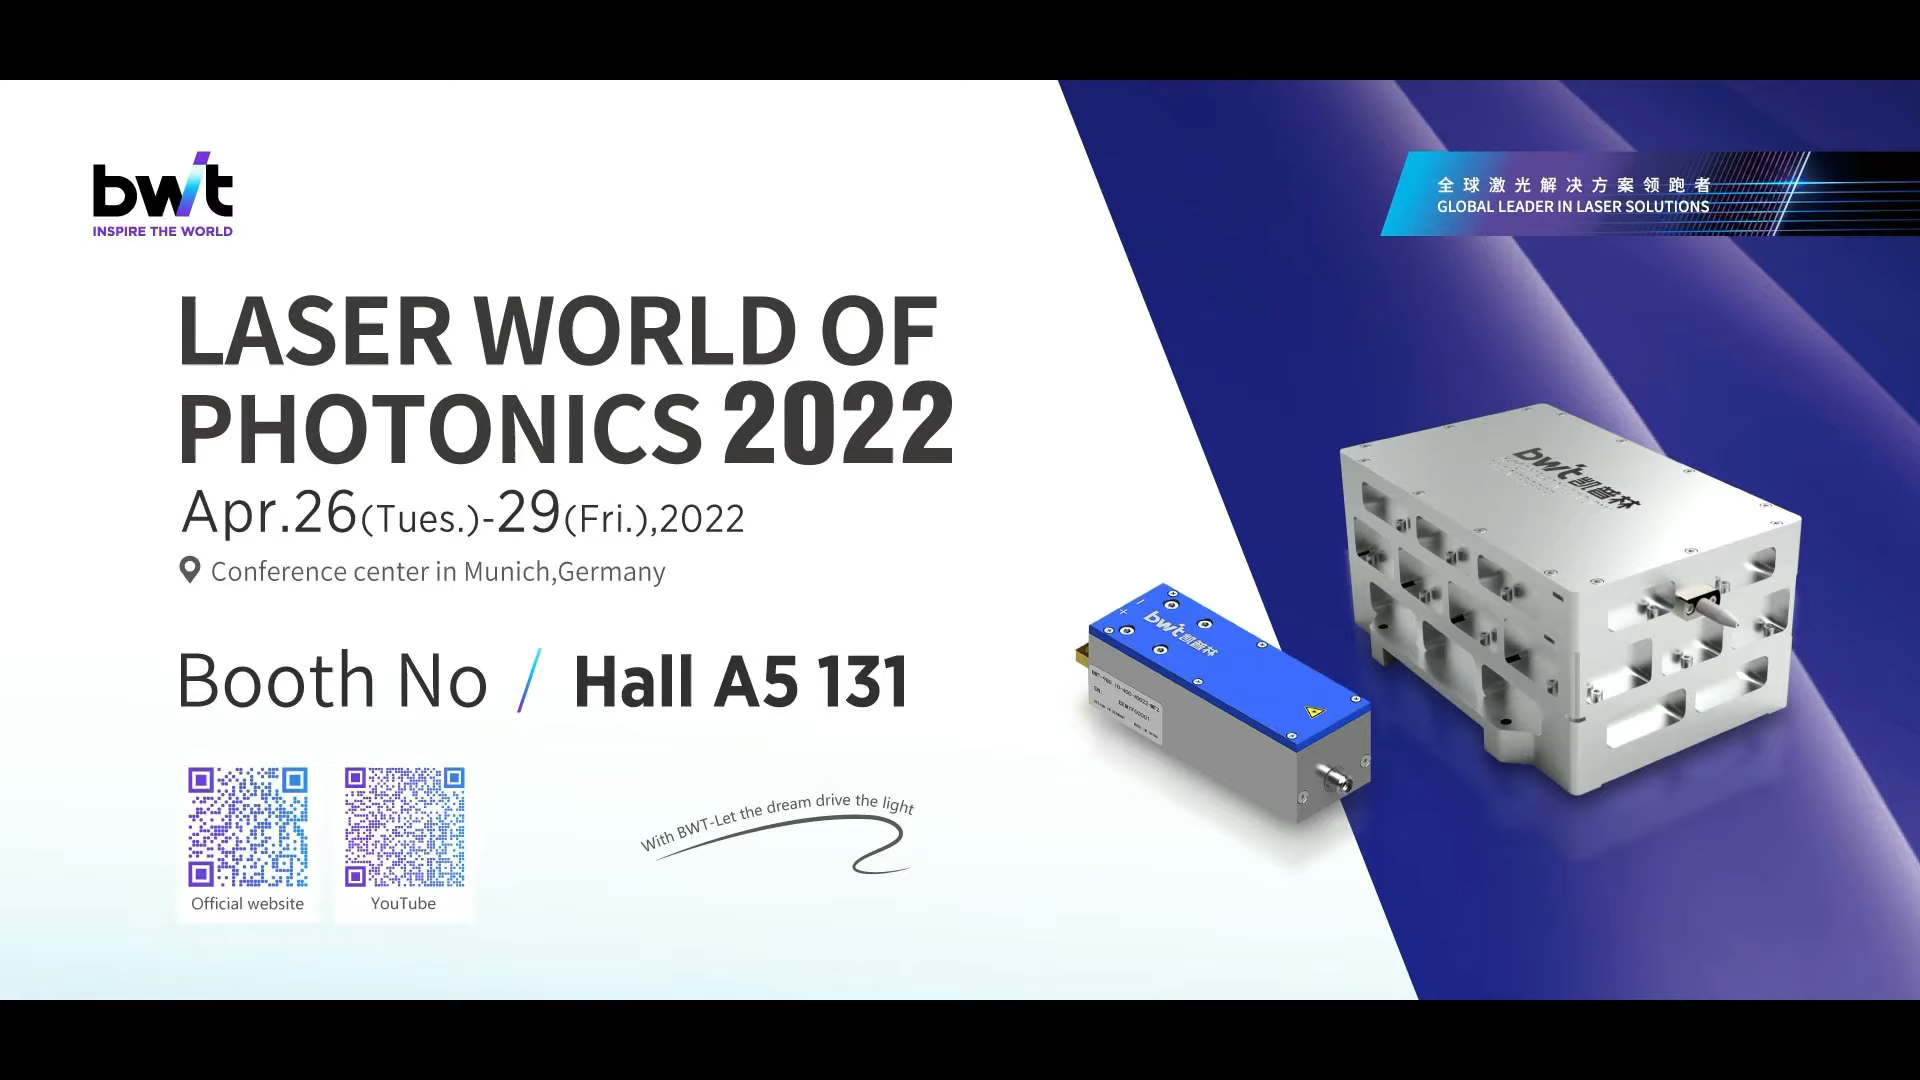 bwt
INSPIRE THE WORLD
全球激光解决方案领跑者
GLOBAL LEADER IN LASER SOLUTIONS
LASER WORLD OF
PHOTONICS 2022
Apr.26(Tues.)-29(Fri.),2022
Conference center in Munich,Germany
Booth No / Hall A5 131
Official website
YouTube
With BWT-Let the dream drive the light
bwt凯普林
bwt凯普林